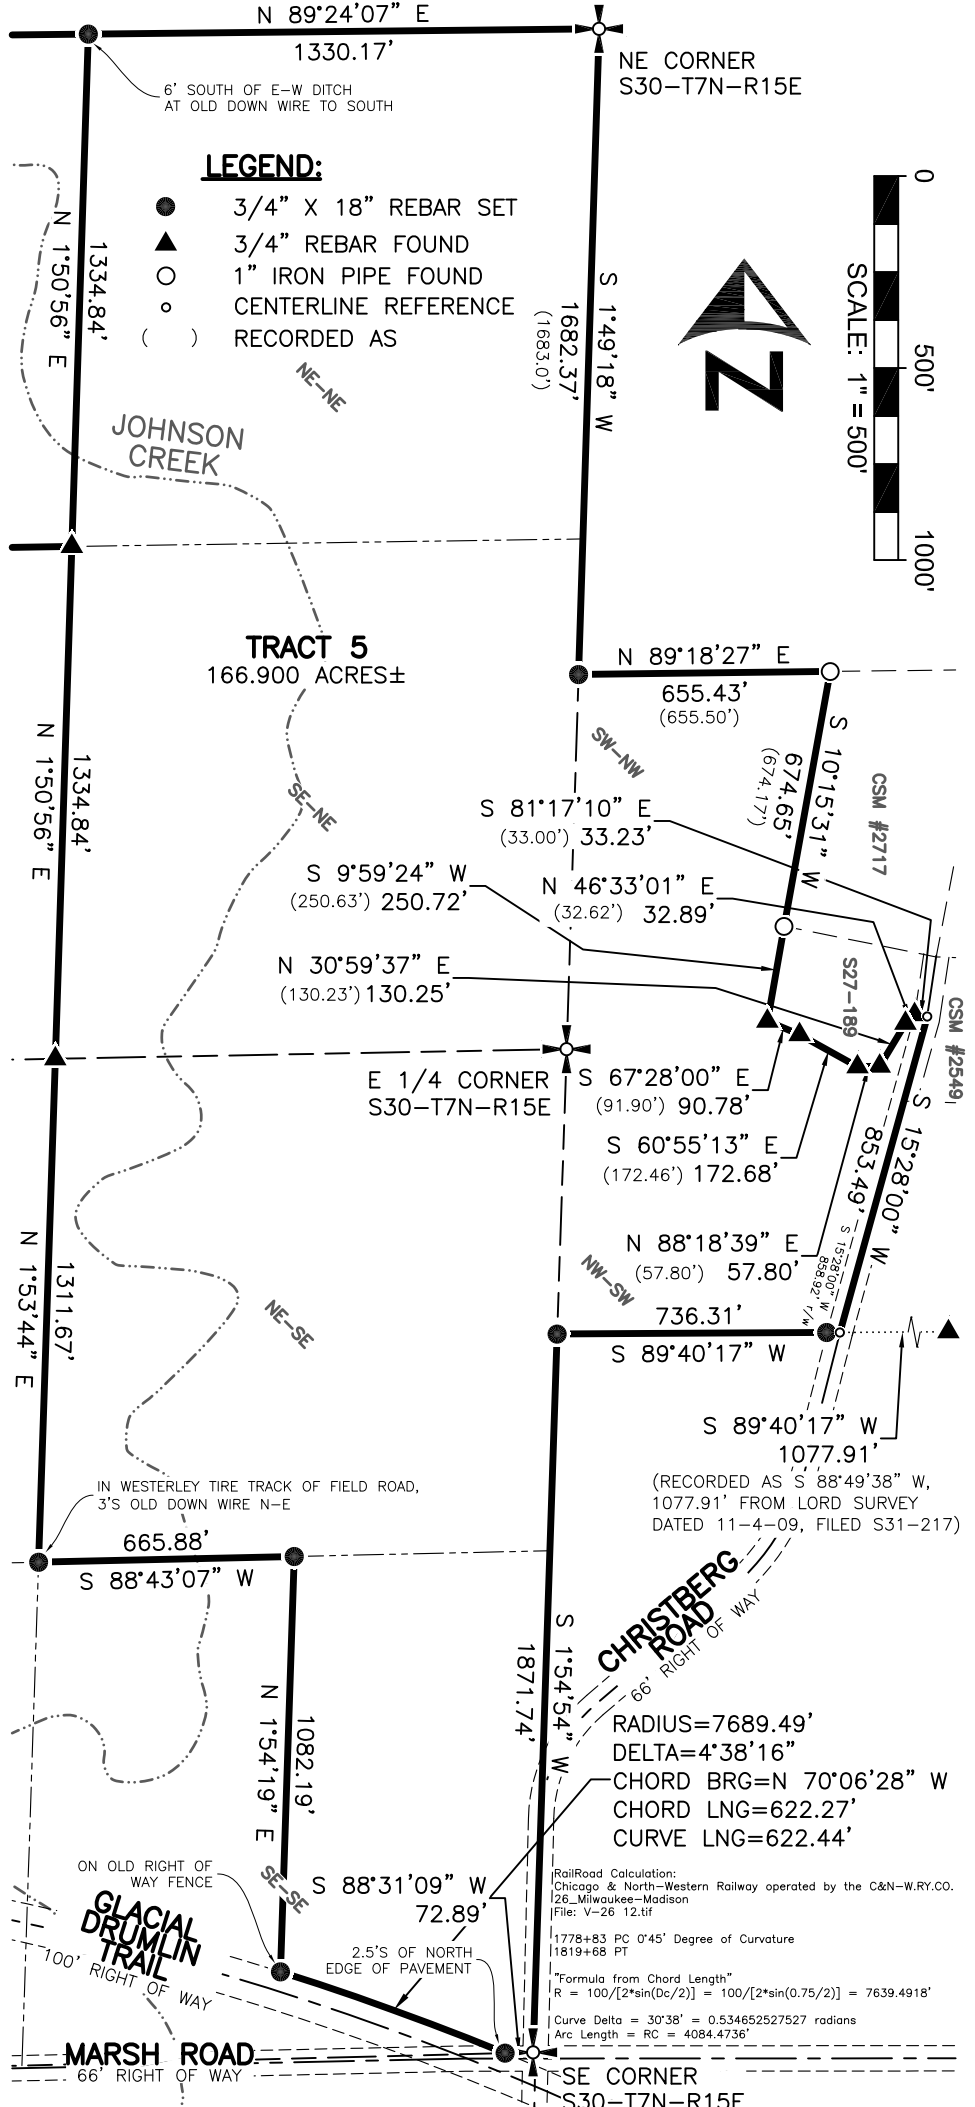 N 89°24'07" E
1330.17'
NE CORNER
S30-T7N-R15E
6' SOUTH OF E-W DITCH
AT OLD DOWN WIRE TO SOUTH
LEGEND:
3/4" X 18" REBAR SET
3/4" REBAR FOUND
1" IRON PIPE FOUND
CENTERLINE REFERENCE
( ) RECORDED AS
0
500'
1000'
SCALE: 1" = 500'
Z
1334.84'
N 1°50'56" E
S 1°49'18" W
1682.37'
(1683.0')
NE-NE
JOHNSON
CREEK
TRACT 5
166.900 ACRES±
N 89°18'27" E
655.43'
(655.50')
S 10°15'31" W
674.65'
(674.17')
SW-NW
CSM #2717
1334.84'
N 1°50'56" E
SE-NE
S 81°17'10" E
(33.00') 33.23'
S 9°59'24" W
(250.63') 250.72'
N 46°33'01" E
(32.62') 32.89'
N 30°59'37" E
(130.23') 130.25'
S27-189
CSM #2549
E 1/4 CORNER
S30-T7N-R15E
S 67°28'00" E
(91.90') 90.78'
S 60°55'13" E
(172.46') 172.68'
N 88°18'39" E
(57.80') 57.80'
S 15°28'00" W
853.49'
S 15°28'00" W
858.92' r/w
NW-SW
736.31'
S 89°40'17" W
1311.67'
N 1°53'44" E
NE-SE
S 89°40'17" W
1077.91'
(RECORDED AS S 88°49'38" W,
1077.91' FROM LORD SURVEY
DATED 11-4-09, FILED S31-217)
IN WESTERLEY TIRE TRACK OF FIELD ROAD,
3'S OLD DOWN WIRE N-E
665.88'
S 88°43'07" W
CHRISTBERG
ROAD
66' RIGHT OF WAY
S 1°54'54" W
1871.74'
1082.19'
N 1°54'19" E
RADIUS=7689.49'
DELTA=4°38'16"
CHORD BRG=N 70°06'28" W
CHORD LNG=622.27'
CURVE LNG=622.44'
ON OLD RIGHT OF
WAY FENCE
SE-SE
S 88°31'09" W
72.89'
2.5'S OF NORTH
EDGE OF PAVEMENT
RailRoad Calculation:
Chicago & North-Western Railway operated by the C&N-W.RY.CO.
26_Milwaukee-Madison
File: V-26 12.tif
1778+83 PC 0°45' Degree of Curvature
1819+68 PT
"Formula from Chord Length"
R = 100/[2*sin(Dc/2)] = 100/[2*sin(0.75/2)] = 7639.4918'
Curve Delta = 30°38' = 0.534652527527 radians
Arc Length = RC = 4084.4736'
GLACIAL
DRUMLIN
TRAIL
100' RIGHT OF WAY
MARSH ROAD
66' RIGHT OF WAY
SE CORNER
S30-T7N-R15E